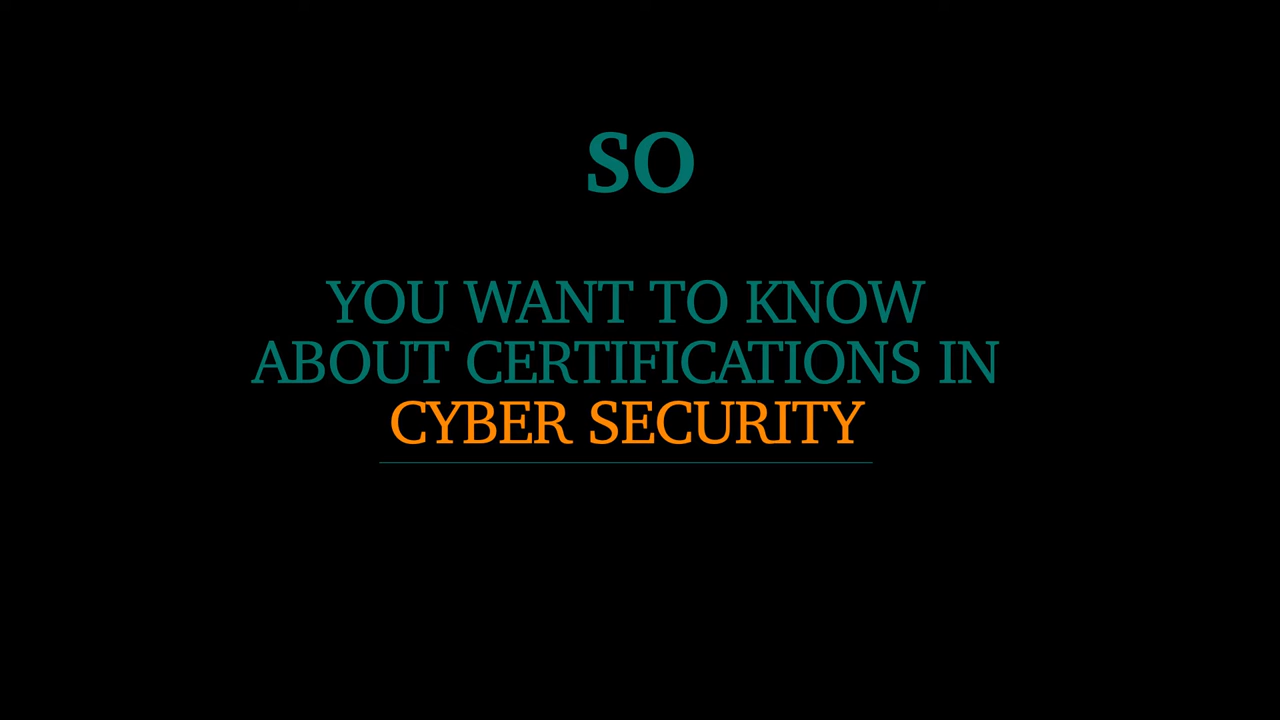 SO
YOU WANT TO KNOW
ABOUT CERTIFICATIONS IN
CYBER SECURITY